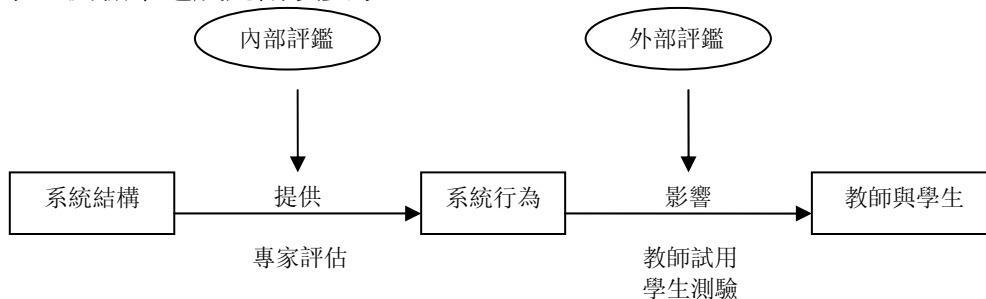 內部評鑑
外部評鑑
系統結構
提供
系統行為
影響
教師與學生
專家評估
教師試用
學生測驗